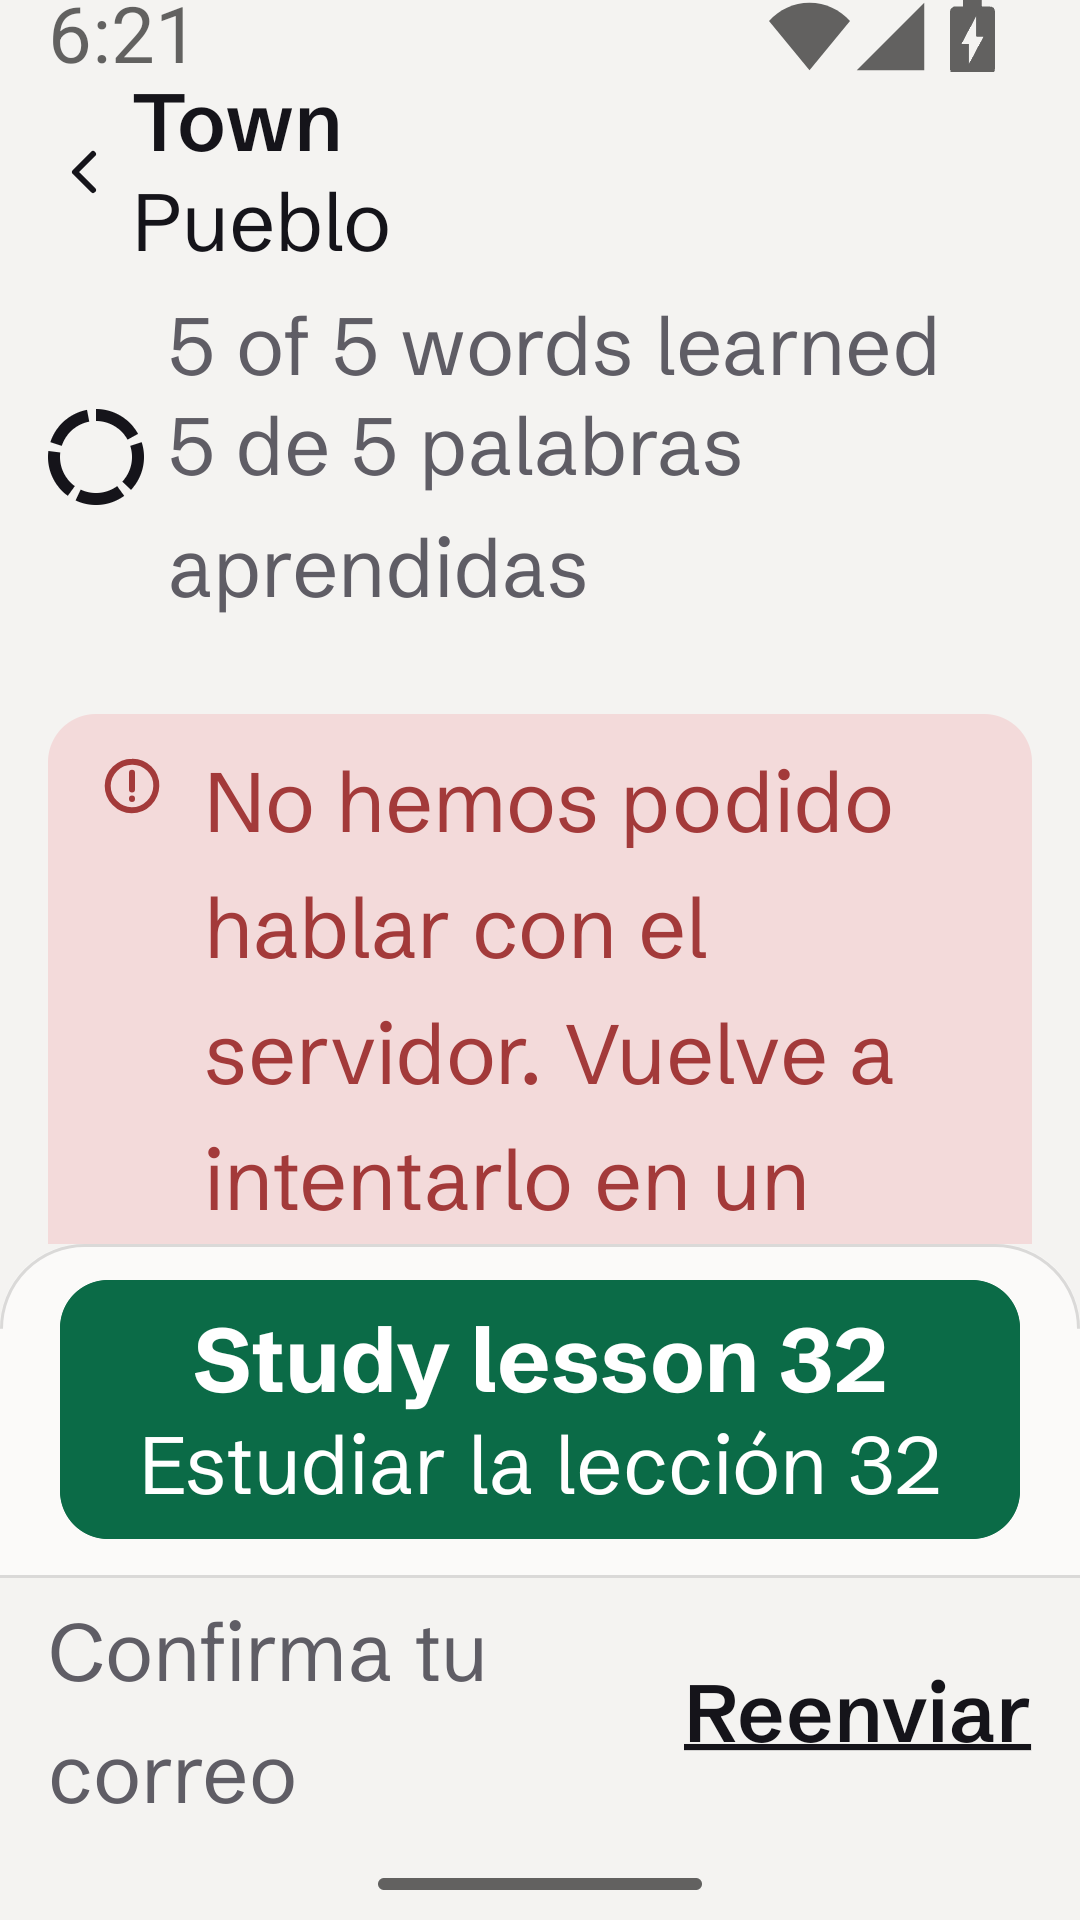 6:21
Town
Pueblo
5 of 5 words learned
5 de 5 palabras
aprendidas
No hemos podido
hablar con el
servidor. Vuelve a
intentarlo en un
Study lesson 32
Estudiar la lección 32
Confirma tu
correo
Reenviar